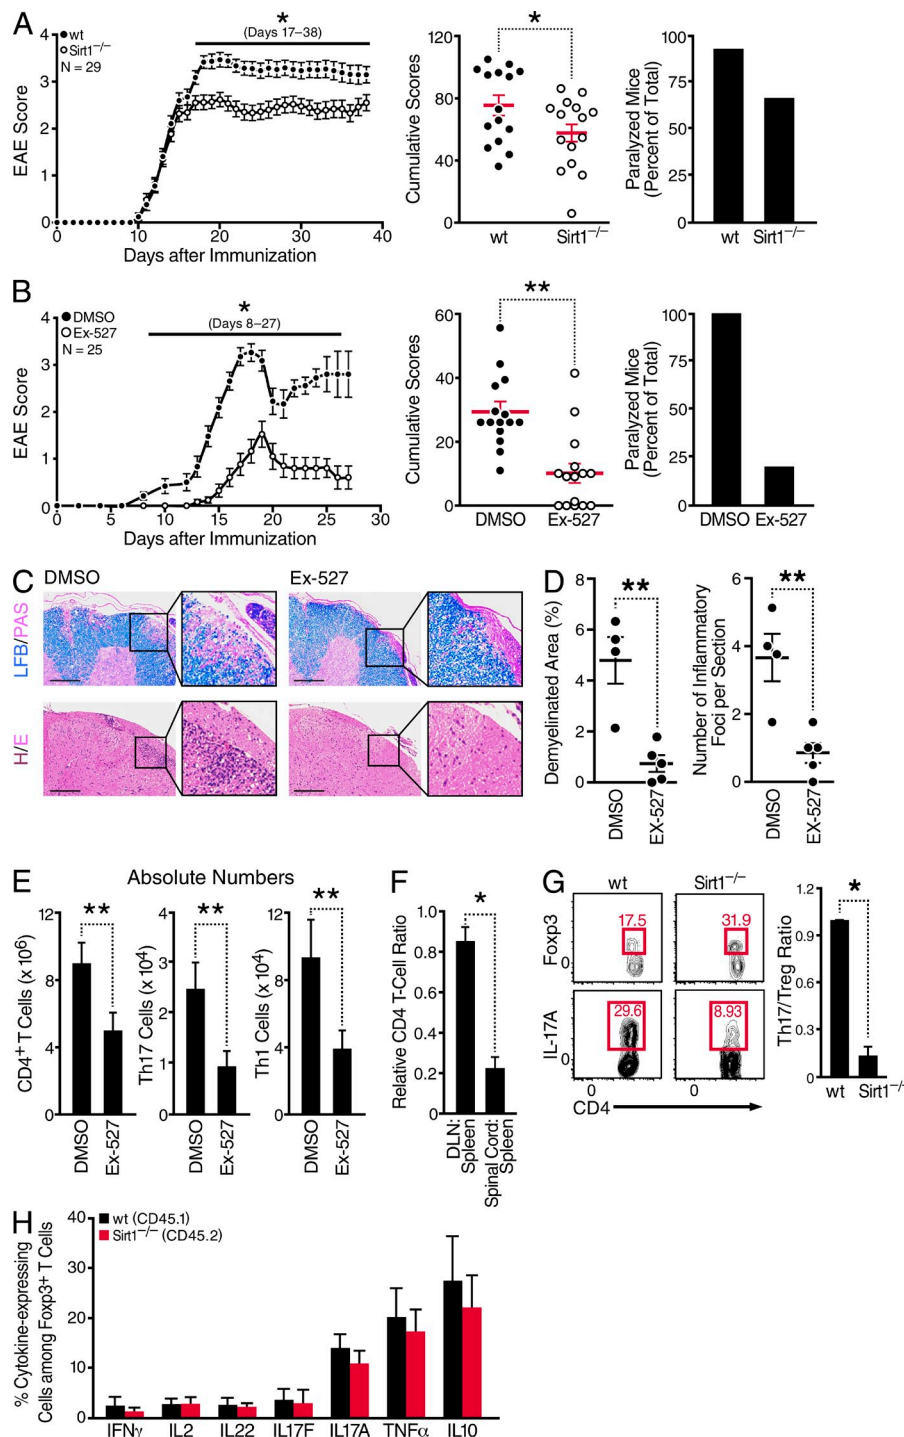 A
wt
Sirt1−/−
N = 29
*
(Days 17–38)
EAE Score
4
3
2
1
0
0 10 20 30 40
Days after Immunization
*
Cumulative Scores
120
80
40
0
wt Sirt1−/−
Paralyzed Mice
(Percent of Total)
100
75
50
25
0
wt Sirt1−/−
B
DMSO
Ex-527
N = 25
*
(Days 8–27)
EAE Score
4
3
2
1
0
0 5 10 15 20 25 30
Days after Immunization
**
Cumulative Scores
60
40
20
0
DMSO Ex-527
Paralyzed Mice
(Percent of Total)
100
75
50
25
0
DMSO Ex-527
C
DMSO Ex-527
LFB/PAS
H/E
D
Demyelinated Area (%)
8
6
4
2
0
**
DMSO
EX-527
Number of Inflammatory
Foci per Section
6
4
2
0
**
DMSO
EX-527
E
Absolute Numbers
CD4+ T Cells (x 10⁶)
12
8
4
0
**
DMSO
Ex-527
Th17 Cells (x 10⁴)
4
3
2
1
0
**
DMSO
Ex-527
Th1 Cells (x 10⁴)
12
8
4
0
**
DMSO
Ex-527
F
Relative CD4 T-Cell Ratio
1.0
0.8
0.6
0.4
0.2
0
*
DLN:
Spleen
Spinal Cord:
Spleen
G
wt Sirt1−/−
Foxp3
17.5 31.9
0
IL-17A
29.6 8.93
0
0 0
CD4
Th17/Treg Ratio
1.2
0.9
0.6
0.3
0
*
wt Sirt1−/−
H
wt (CD45.1)
Sirt1−/− (CD45.2)
% Cytokine-expressing
Cells among Foxp3+ T Cells
40
30
20
10
0
IFNγ IL2 IL22 IL17F IL17A TNFα IL10